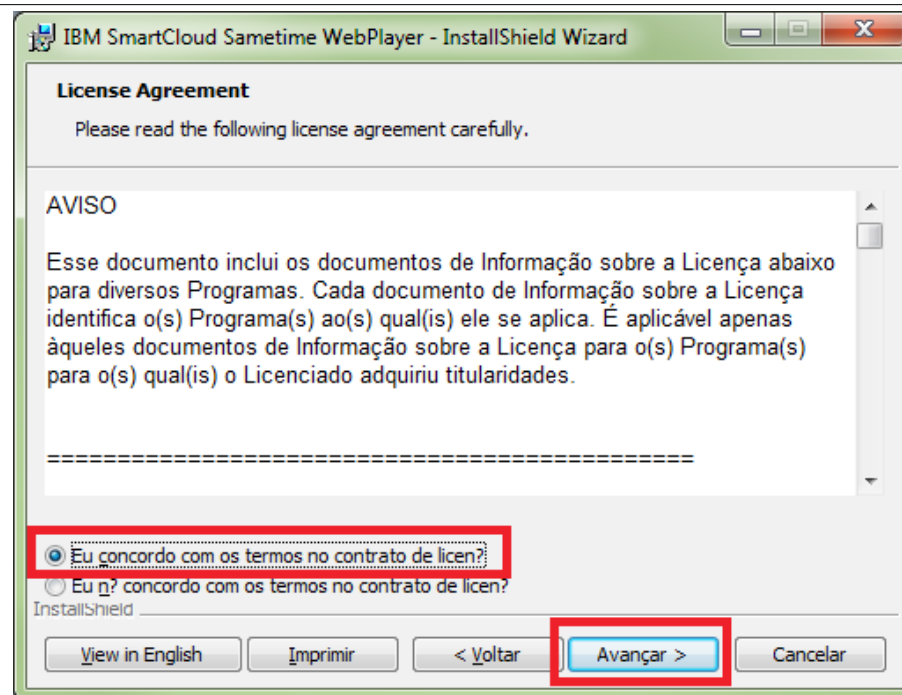 IBM SmartCloud Sametime WebPlayer - InstallShield Wizard
License Agreement
Please read the following license agreement carefully.
AVISO
Esse documento inclui os documentos de Informação sobre a Licença abaixo
para diversos Programas. Cada documento de Informação sobre a Licença
identifica o(s) Programa(s) ao(s) qual(is) ele se aplica. É aplicável apenas
àqueles documentos de Informação sobre a Licença para o(s) Programa(s)
para o(s) qual(is) o Licenciado adquiriu titularidades.
==============================================
Eu concordo com os termos no contrato de licen?
Eu n? concordo com os termos no contrato de licen?
InstallShield
View in English Imprimir < Voltar Avançar > Cancelar